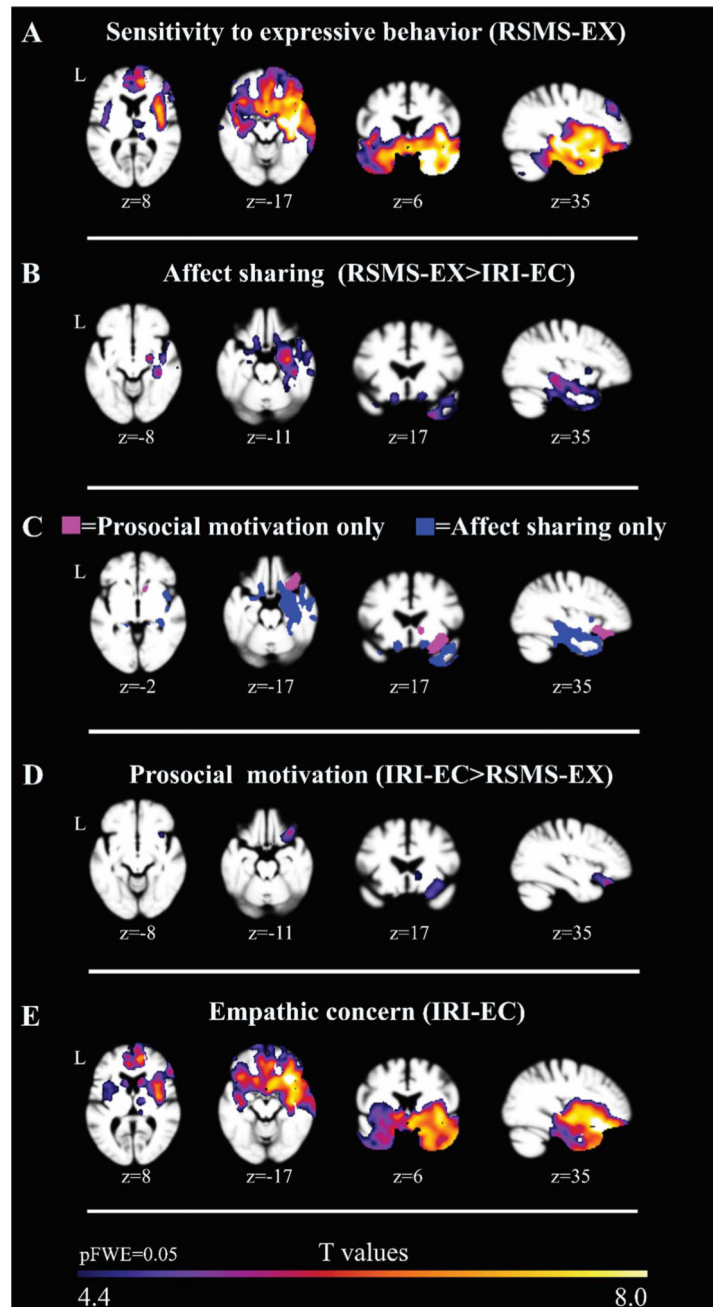 A Sensitivity to expressive behavior (RSMS-EX)
L
z=8 z=-17 z=6 z=35
B Affect sharing (RSMS-EX>IRI-EC)
L
z=-8 z=-11 z=17 z=35
C =Prosocial motivation only =Affect sharing only
L
z=-2 z=-17 z=17 z=35
D Prosocial motivation (IRI-EC>RSMS-EX)
L
z=-8 z=-11 z=17 z=35
E Empathic concern (IRI-EC)
L
z=8 z=-17 z=6 z=35
pFWE=0.05 T values
4.4 8.0